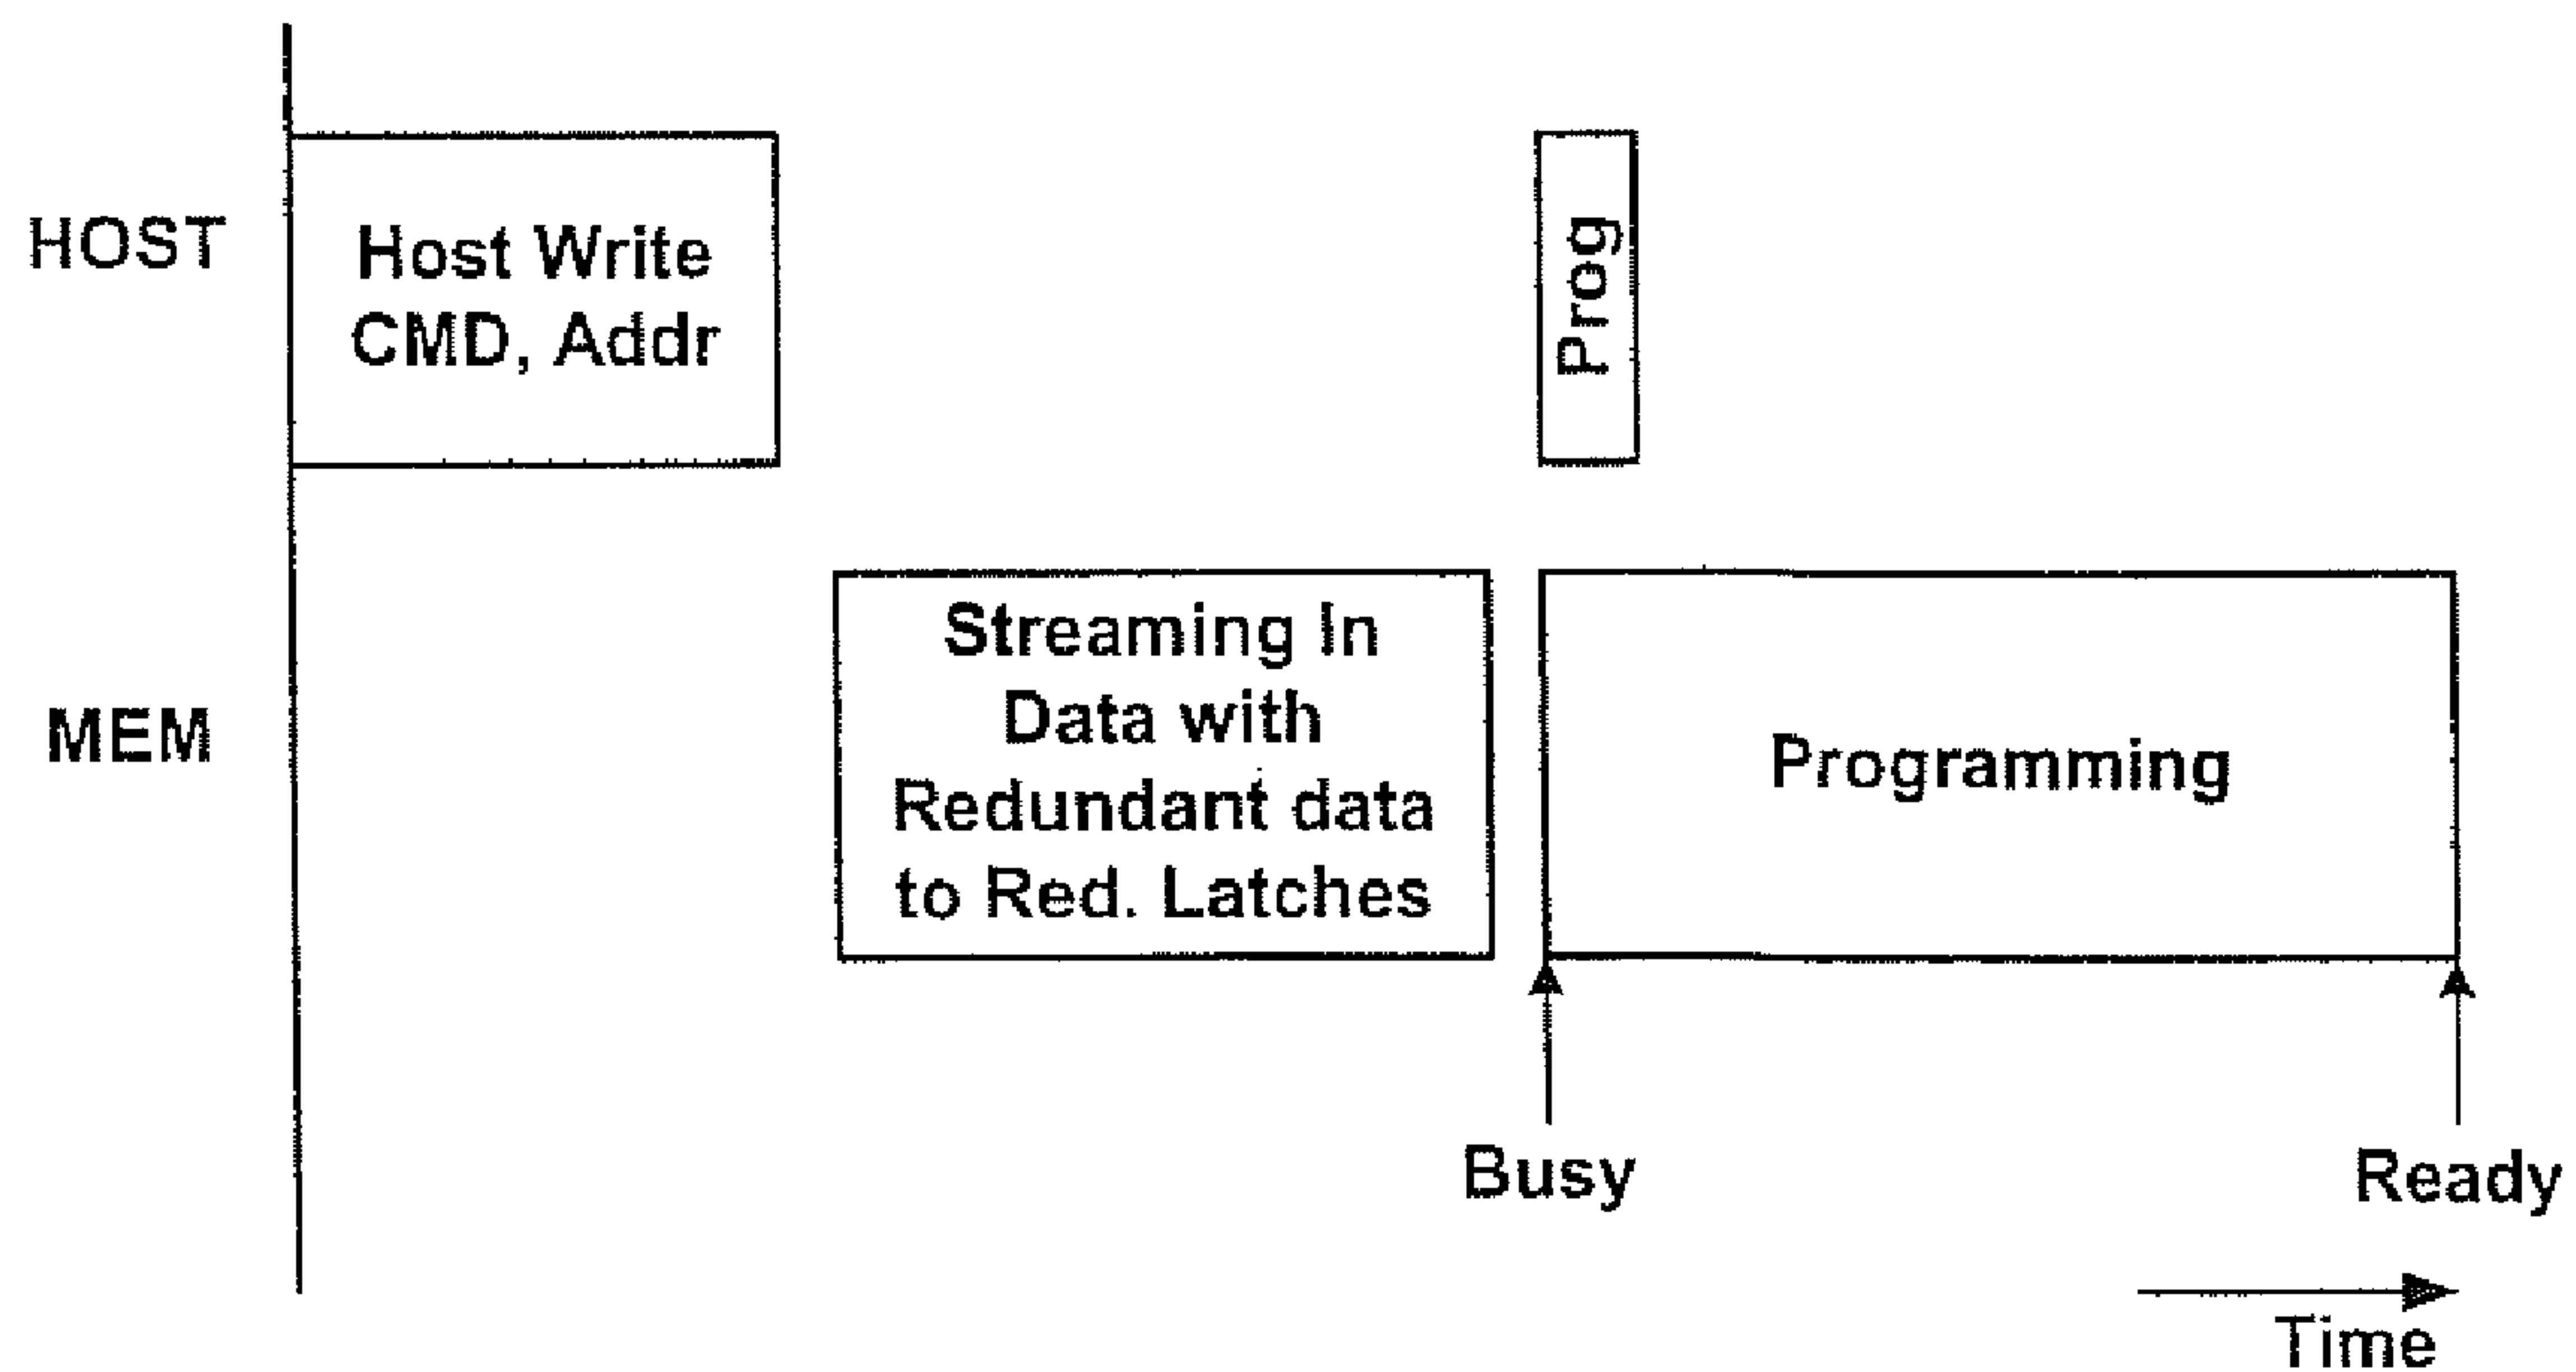 HOST
Host Write
CMD, Addr
Prog
MEM
Streaming In
Data with
Redundant data
to Red. Latches
Programming
Busy
Ready
Time